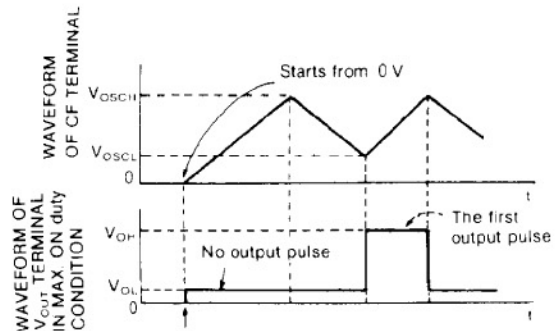 WAVEFORM
OF CF TERMINAL
Starts from 0 V
VOSCH
VOSCL
0
t
WAVEFORM OF
VOUT TERMINAL
IN MAX. ON duty
CONDITION
VOH
VOL
0
No output pulse
The first
output pulse
t